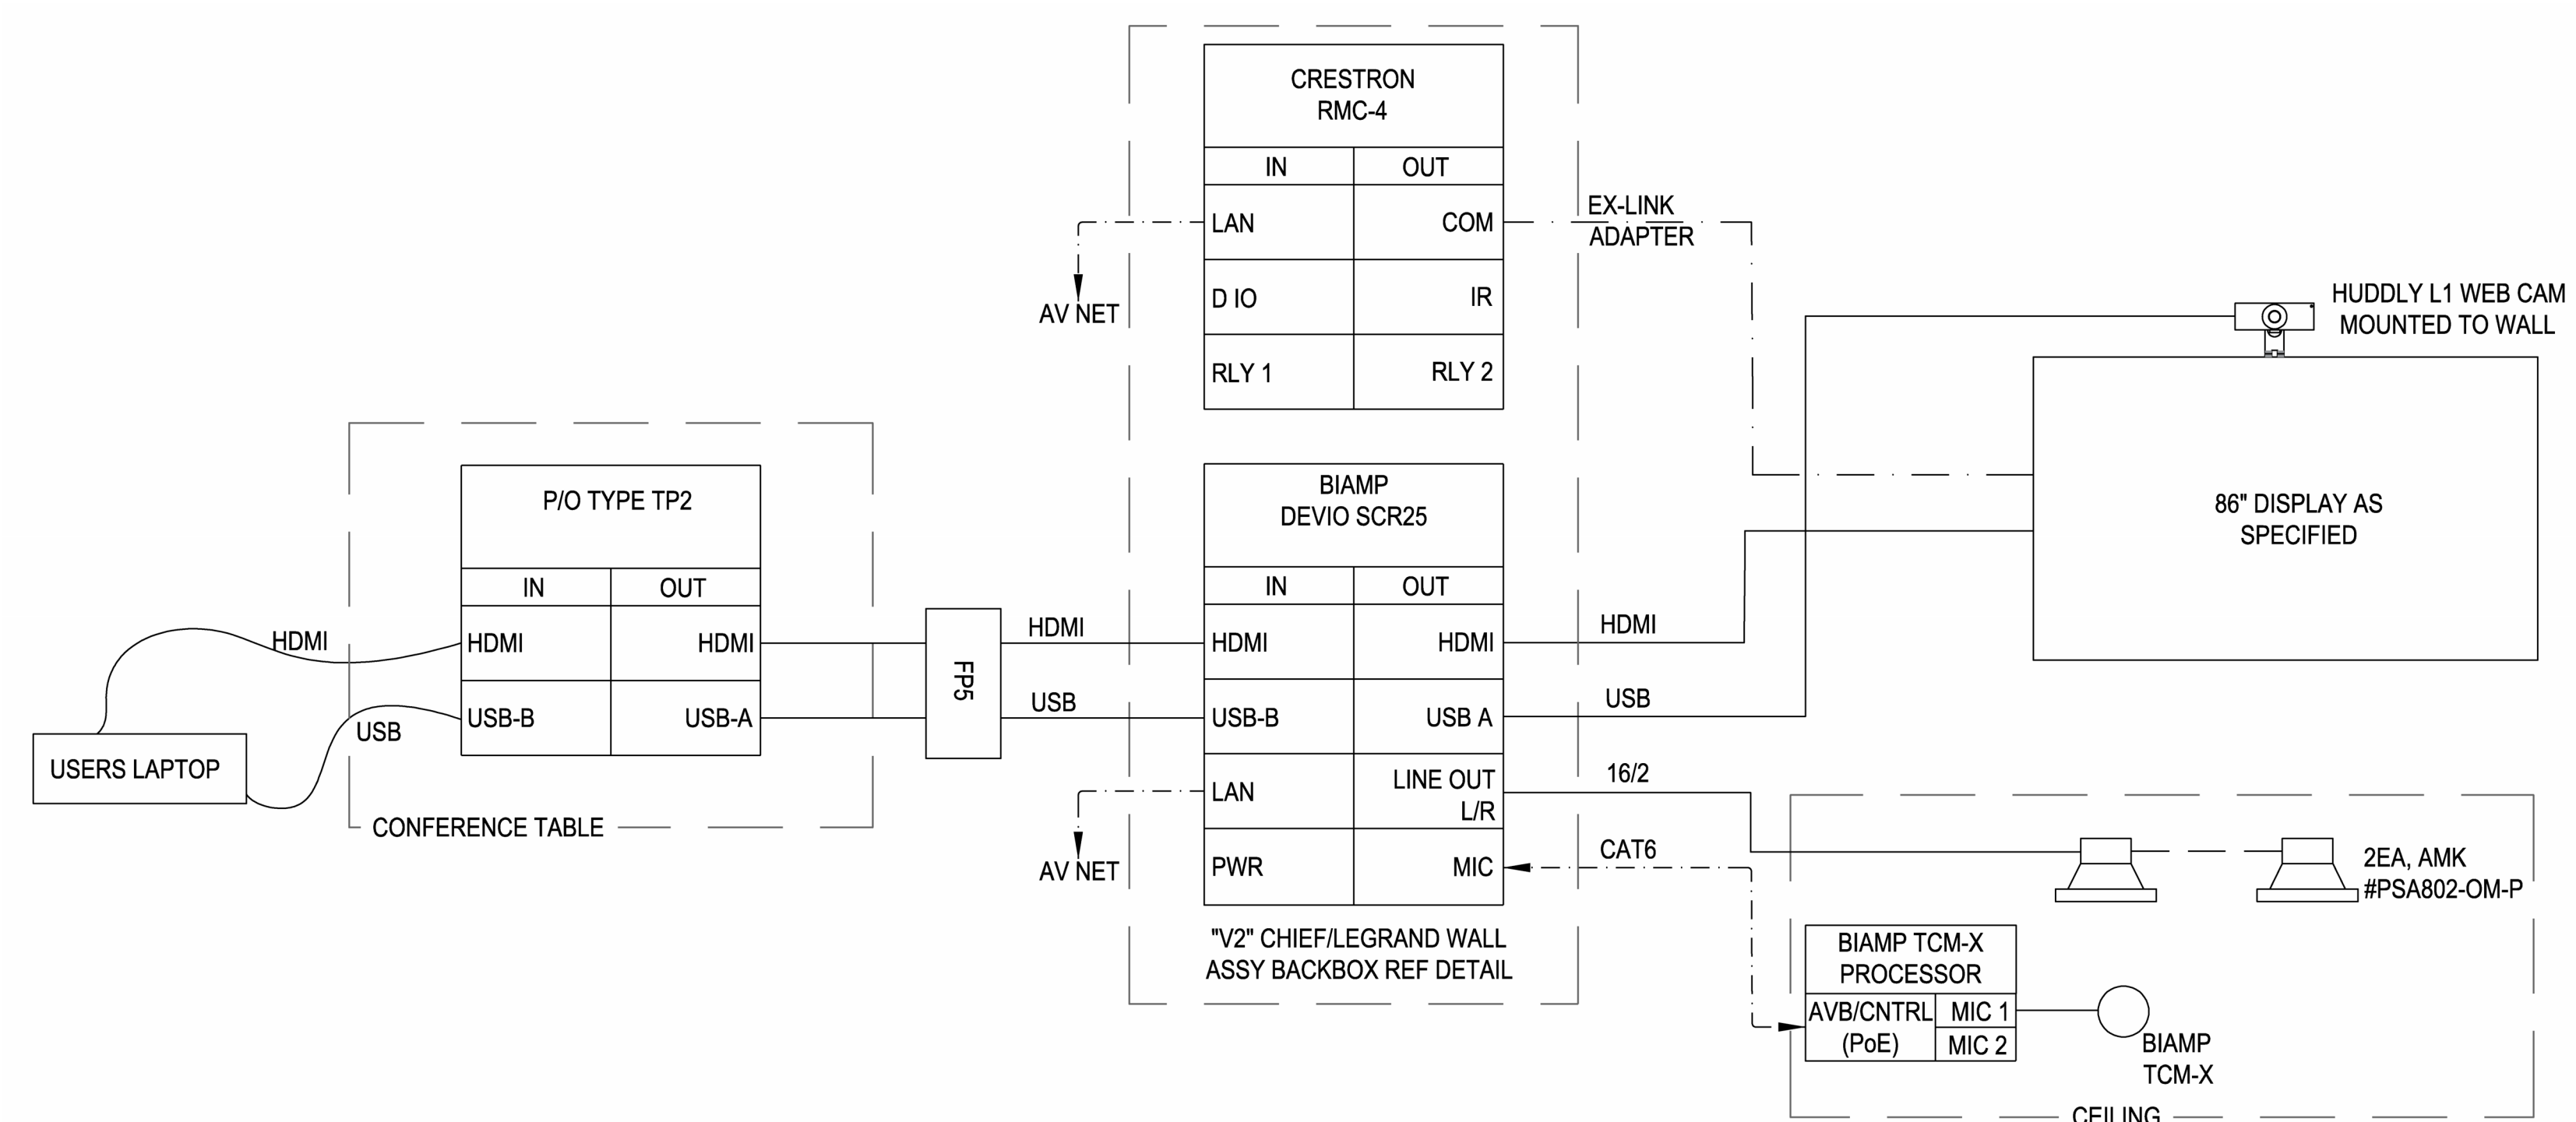 CRESTRON
RMC-4
IN
OUT
LAN
COM
D IO
IR
RLY 1
RLY 2
AV NET
EX-LINK
ADAPTER
HUDDLY L1 WEB CAM
MOUNTED TO WALL
86" DISPLAY AS
SPECIFIED
P/O TYPE TP2
IN
OUT
HDMI
HDMI
USB-B
USB-A
HDMI
USB
USERS LAPTOP
CONFERENCE TABLE
FP5
HDMI
USB
BIAMP
DEVIO SCR25
IN
OUT
HDMI
HDMI
USB-B
USB A
LAN
LINE OUT
L/R
PWR
MIC
AV NET
"V2" CHIEF/LEGRAND WALL
ASSY BACKBOX REF DETAIL
HDMI
USB
16/2
CAT6
2EA, AMK
#PSA802-OM-P
BIAMP TCM-X
PROCESSOR
AVB/CNTRL
(PoE)
MIC 1
MIC 2
BIAMP
TCM-X
CEILING